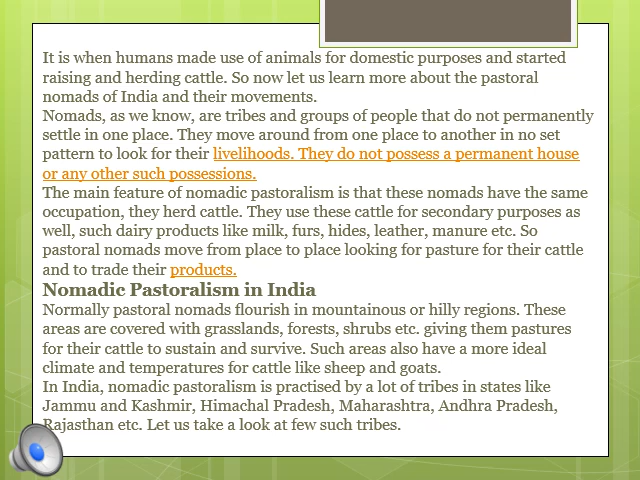 It is when humans made use of animals for domestic purposes and started
raising and herding cattle. So now let us learn more about the pastoral
nomads of India and their movements.
Nomads, as we know, are tribes and groups of people that do not permanently
settle in one place. They move around from one place to another in no set
pattern to look for their livelihoods. They do not possess a permanent house
or any other such possessions.
The main feature of nomadic pastoralism is that these nomads have the same
occupation, they herd cattle. They use these cattle for secondary purposes as
well, such dairy products like milk, furs, hides, leather, manure etc. So
pastoral nomads move from place to place looking for pasture for their cattle
and to trade their products.
Nomadic Pastoralism in India
Normally pastoral nomads flourish in mountainous or hilly regions. These
areas are covered with grasslands, forests, shrubs etc. giving them pastures
for their cattle to sustain and survive. Such areas also have a more ideal
climate and temperatures for cattle like sheep and goats.
In India, nomadic pastoralism is practised by a lot of tribes in states like
Jammu and Kashmir, Himachal Pradesh, Maharashtra, Andhra Pradesh,
Rajasthan etc. Let us take a look at few such tribes.